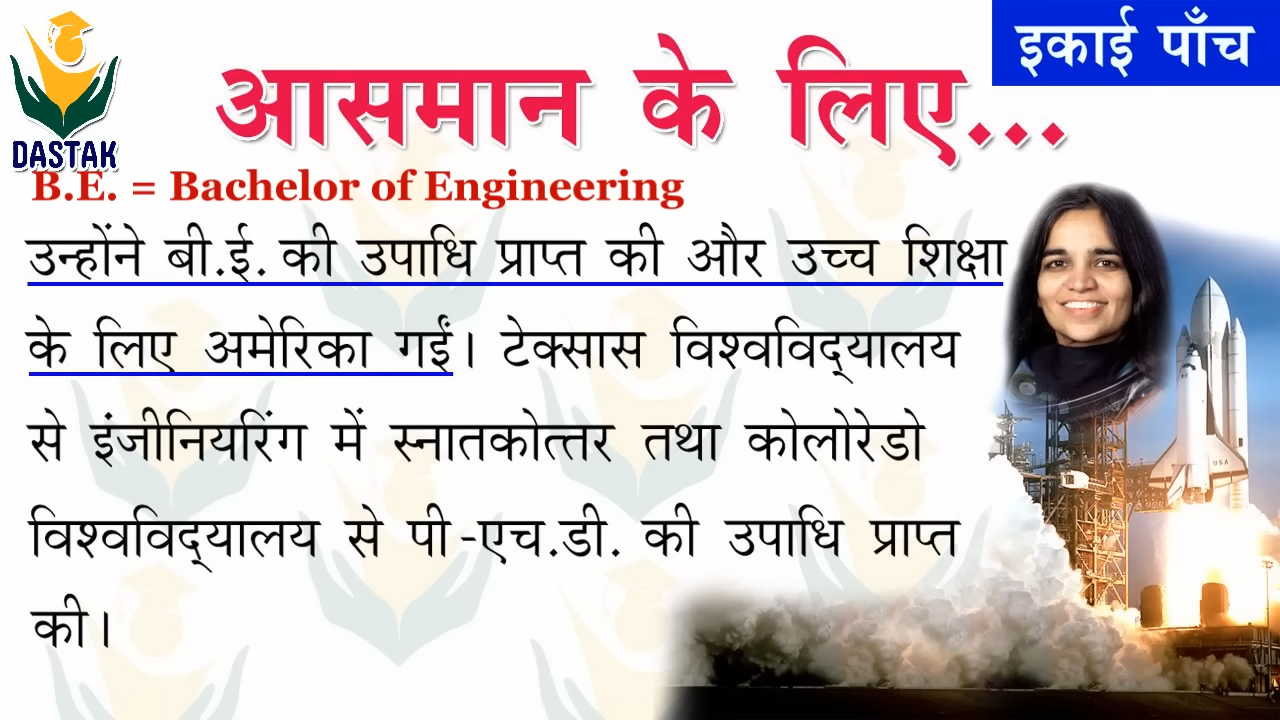 इकाई पाँच
DASTAK
आसमान के लिए...
B.E. = Bachelor of Engineering
उन्होंने बी.ई. की उपाधि प्राप्त की और उच्च शिक्षा
के लिए अमेरिका गईं। टेक्सास विश्वविद्यालय
से इंजीनियरिंग में स्नातकोत्तर तथा कोलोरेडो
विश्वविद्यालय से पी-एच.डी. की उपाधि प्राप्त
की।
USA